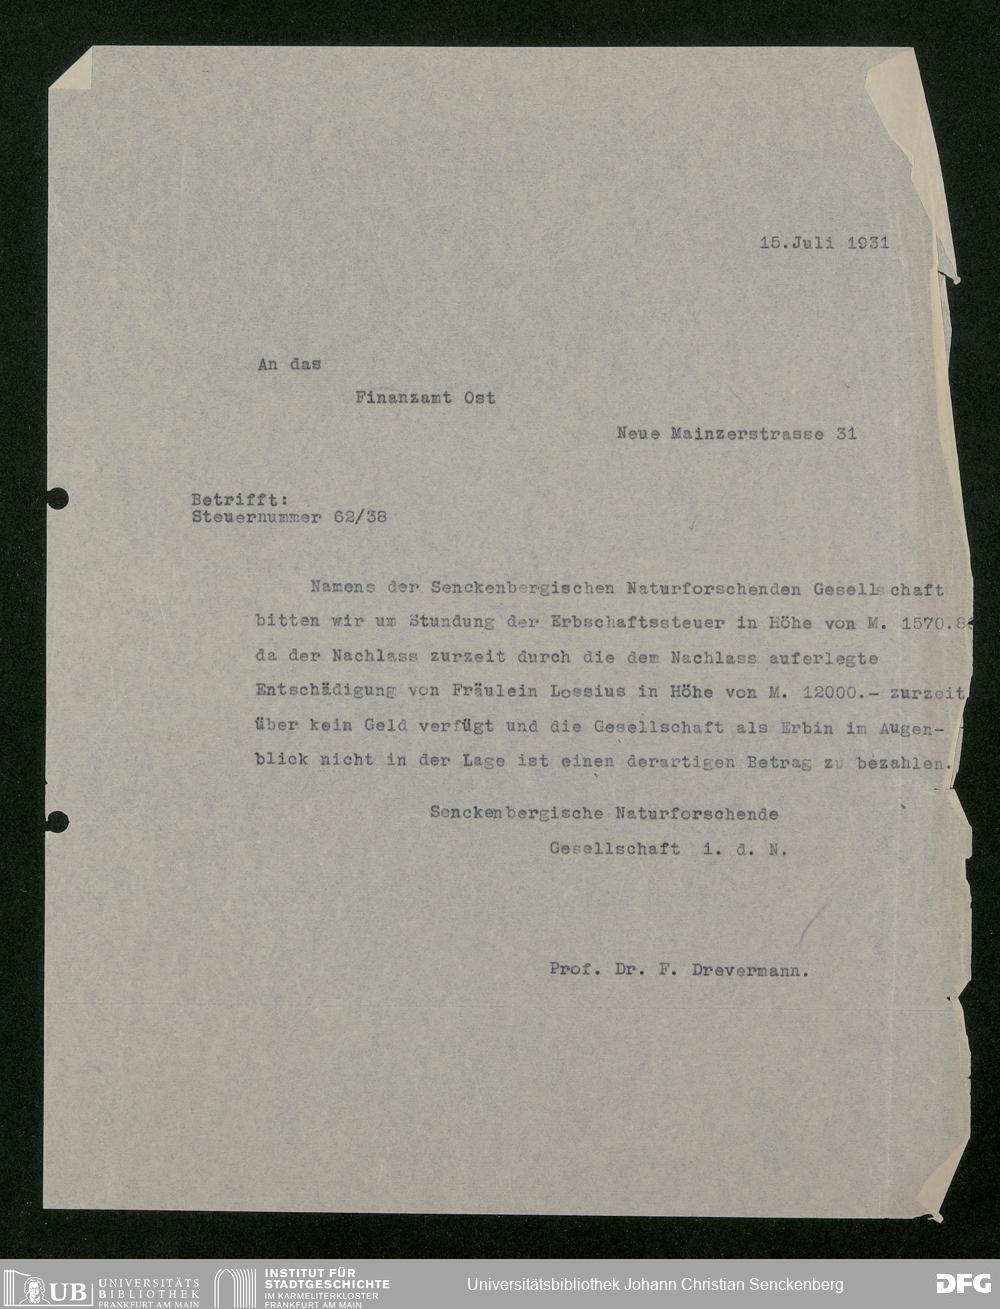 15.Juli 1931
An das
Finanzamt Ost
Neue Mainzerstrasse 31
Betrifft:
Steuernummer 62/38
Namens der Senckenbergischen Naturforschenden Gesellschaft
bitten wir um Stundung der Erbschaftssteuer in Höhe von M. 1570.8
da der Nachlass zurzeit durch die dem Nachlass auferlegte
Entschädigung von Fräulein Lossius in Höhe von M. 12000.- zurzeit
über kein Geld verfügt und die Gesellschaft als Erbin im Augen-
blick nicht in der Lage ist einen derartigen Betrag zu bezahlen.
Senckenbergische Naturforschende
Gesellschaft i. d. N.
Prof. Dr. F. Drevermann.
UB UNIVERSITÄTS
BIBLIOTHEK
FRANKFURT AM MAIN
INSTITUT FÜR
STADTGESCHICHTE
IM KARMELITERKLOSTER
FRANKFURT AM MAIN
Universitätsbibliothek Johann Christian Senckenberg
DFG